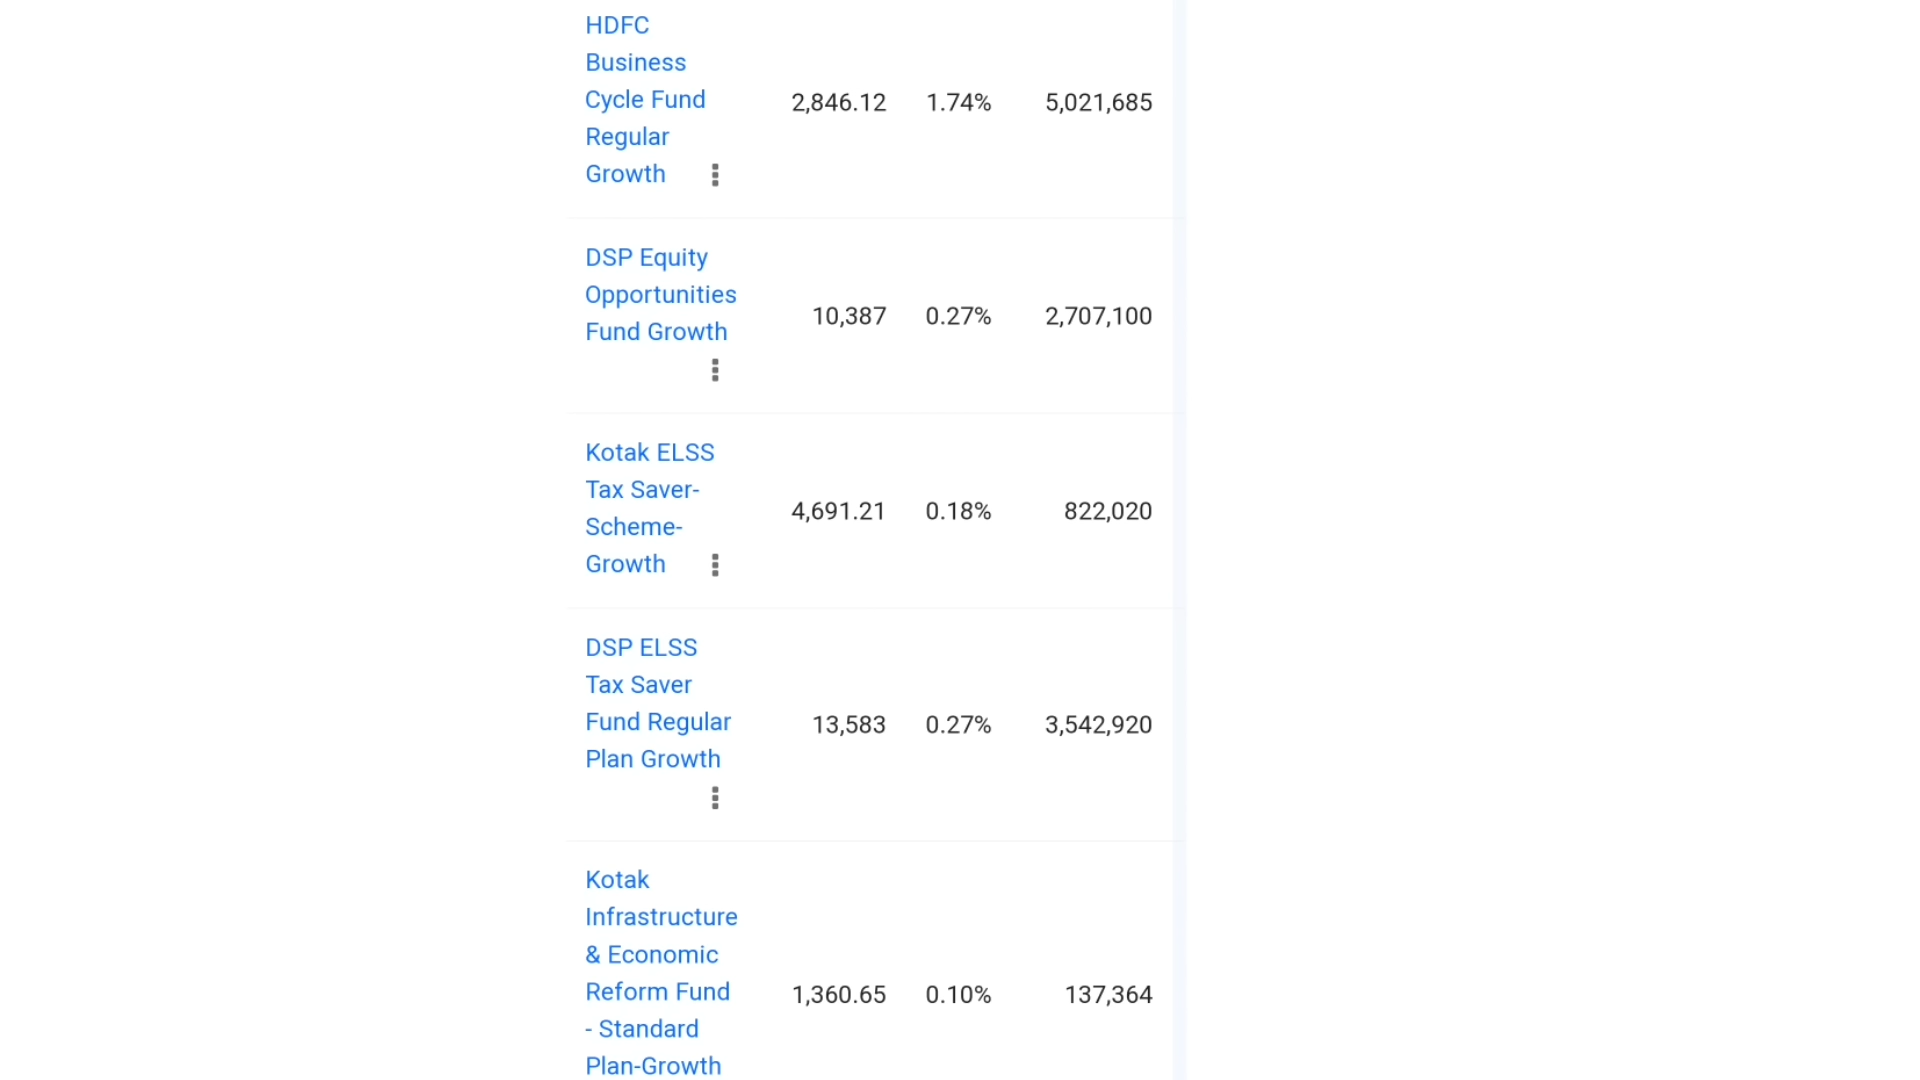 HDFC
Business
Cycle Fund
Regular
Growth
2,846.12 1.74% 5,021,685
DSP Equity
Opportunities
Fund Growth
10,387 0.27% 2,707,100
Kotak ELSS
Tax Saver-
Scheme-
Growth
4,691.21 0.18% 822,020
DSP ELSS
Tax Saver
Fund Regular
Plan Growth
13,583 0.27% 3,542,920
Kotak
Infrastructure
& Economic
Reform Fund
- Standard
Plan-Growth
1,360.65 0.10% 137,364